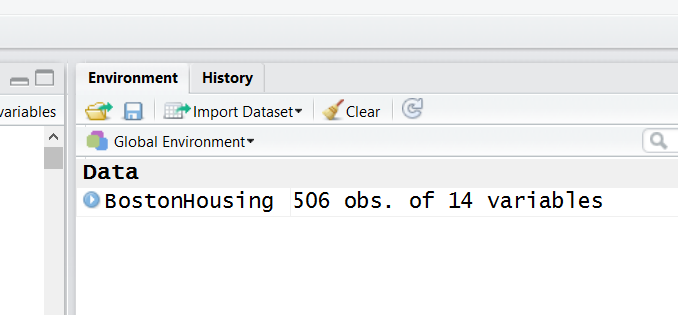 Environment History
variables Import Dataset Clear
Global Environment
Data
BostonHousing 506 obs. of 14 variables